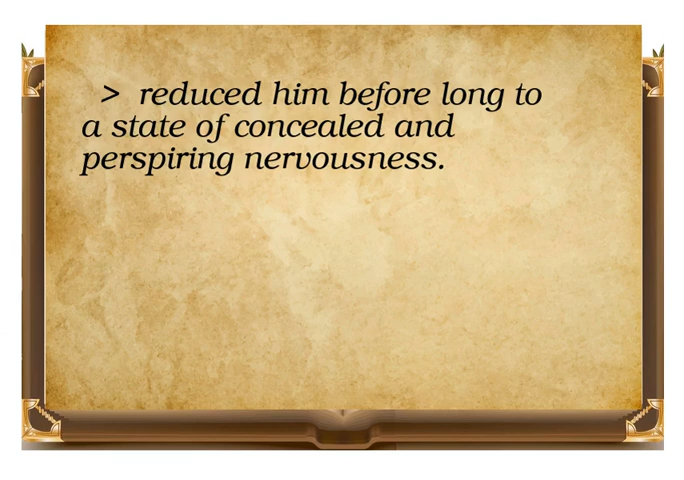 > reduced him before long to
a state of concealed and
perspiring nervousness.